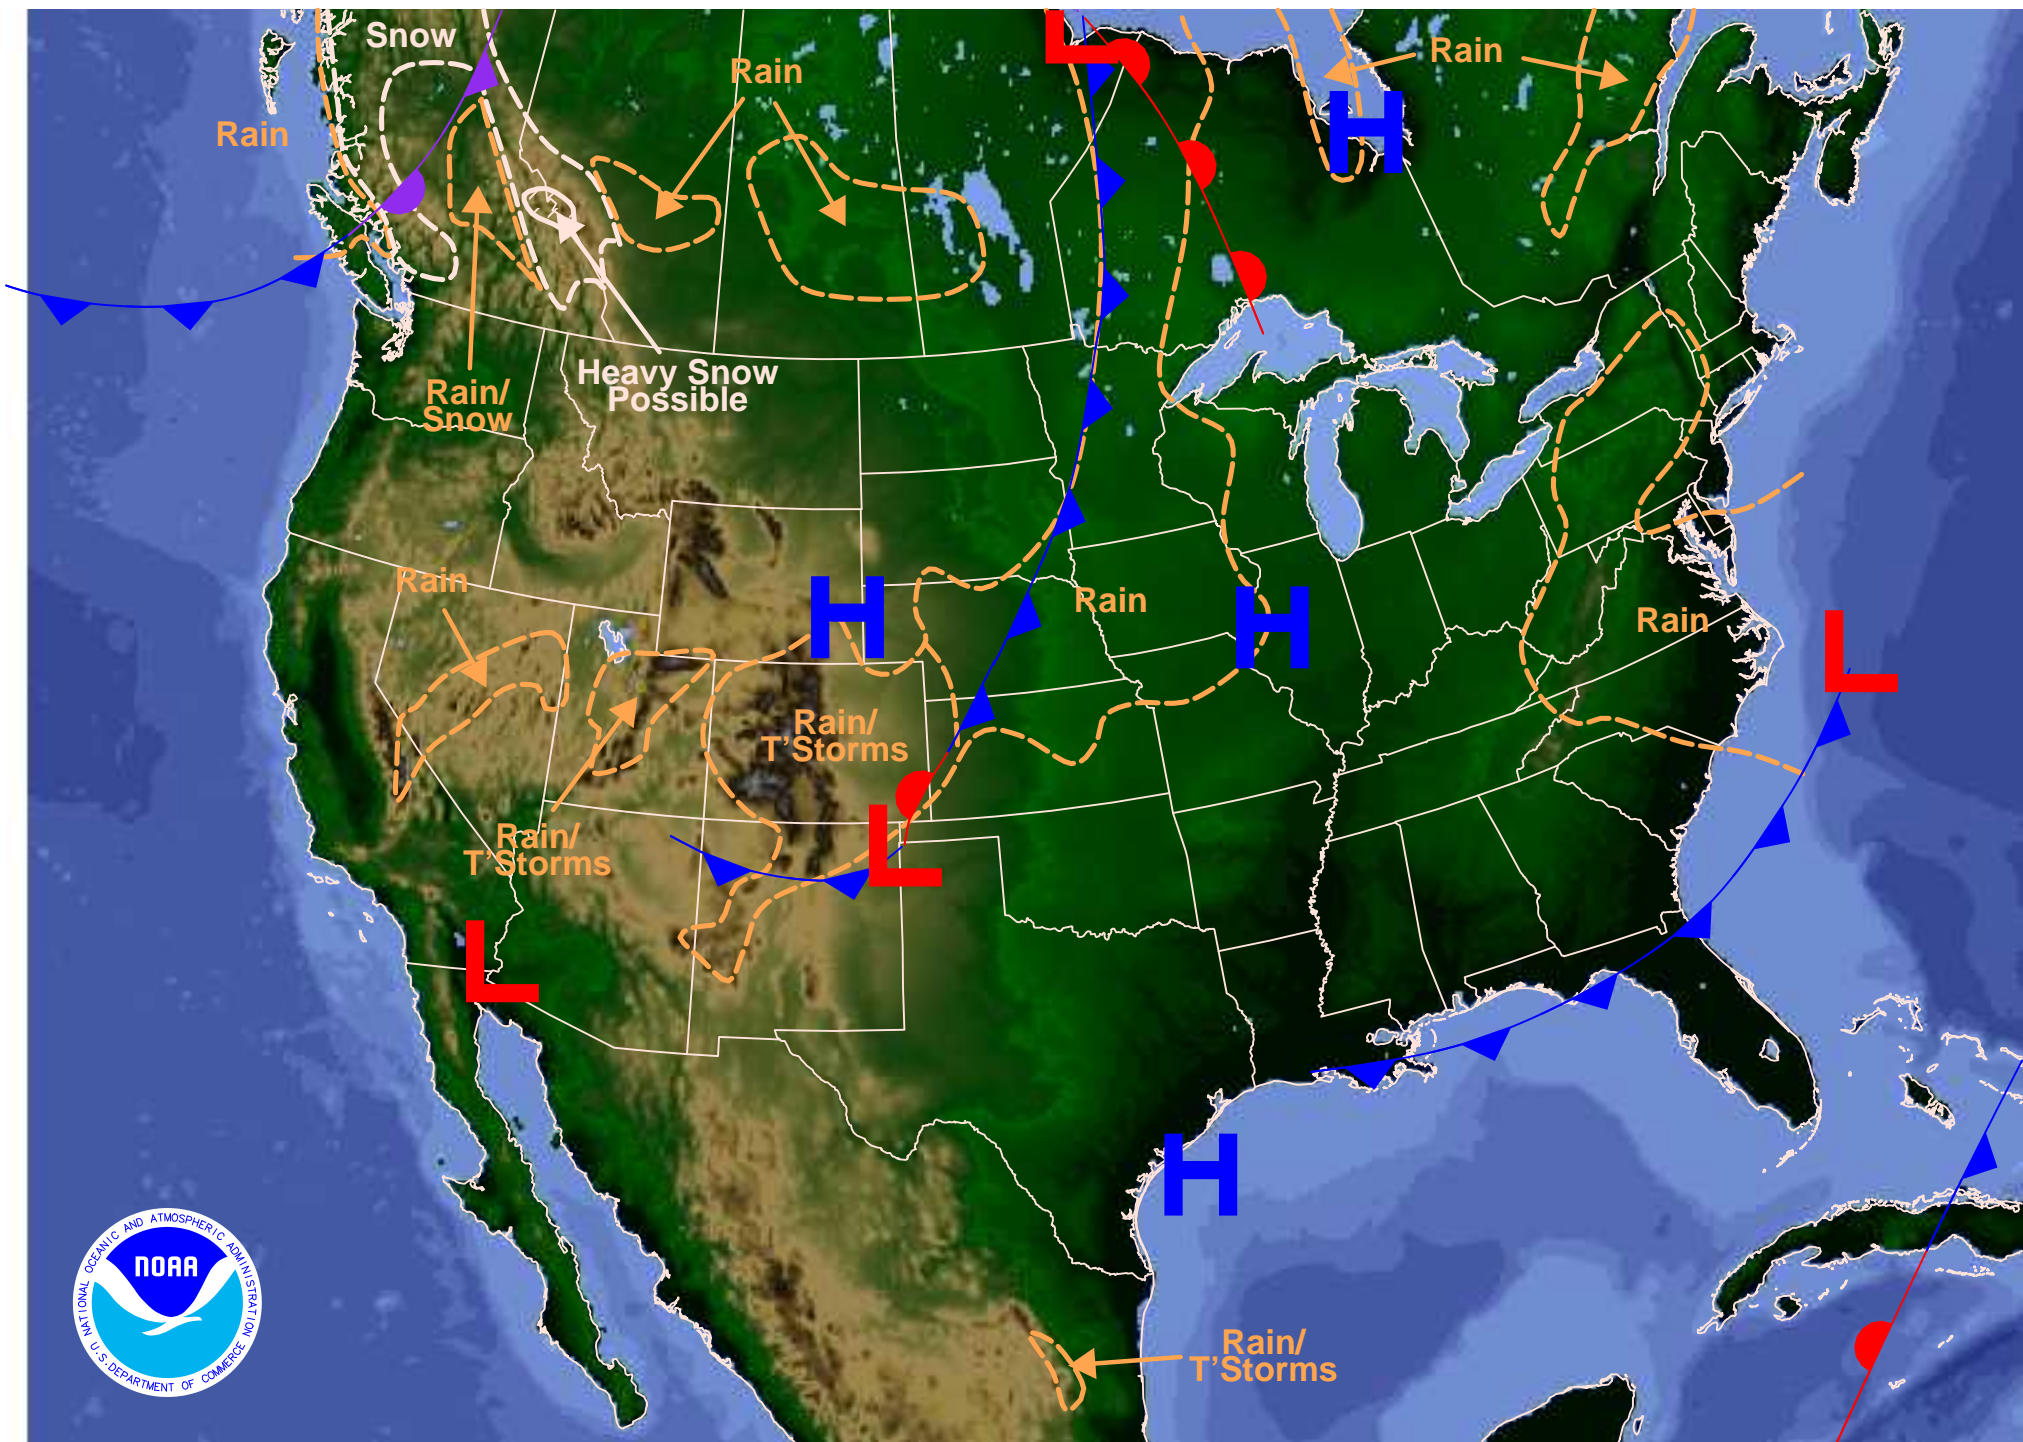 Snow
L
Rain
Rain
H
Rain
Heavy Snow
Possible
Rain/
Snow
Rain
H
Rain
H
Rain
L
Rain/
T'Storms
Rain/
T'Storms
L
L
H
Rain/
T'Storms
NATIONAL OCEANIC AND ATMOSPHERIC ADMINISTRATION
NOAA
U.S. DEPARTMENT OF COMMERCE